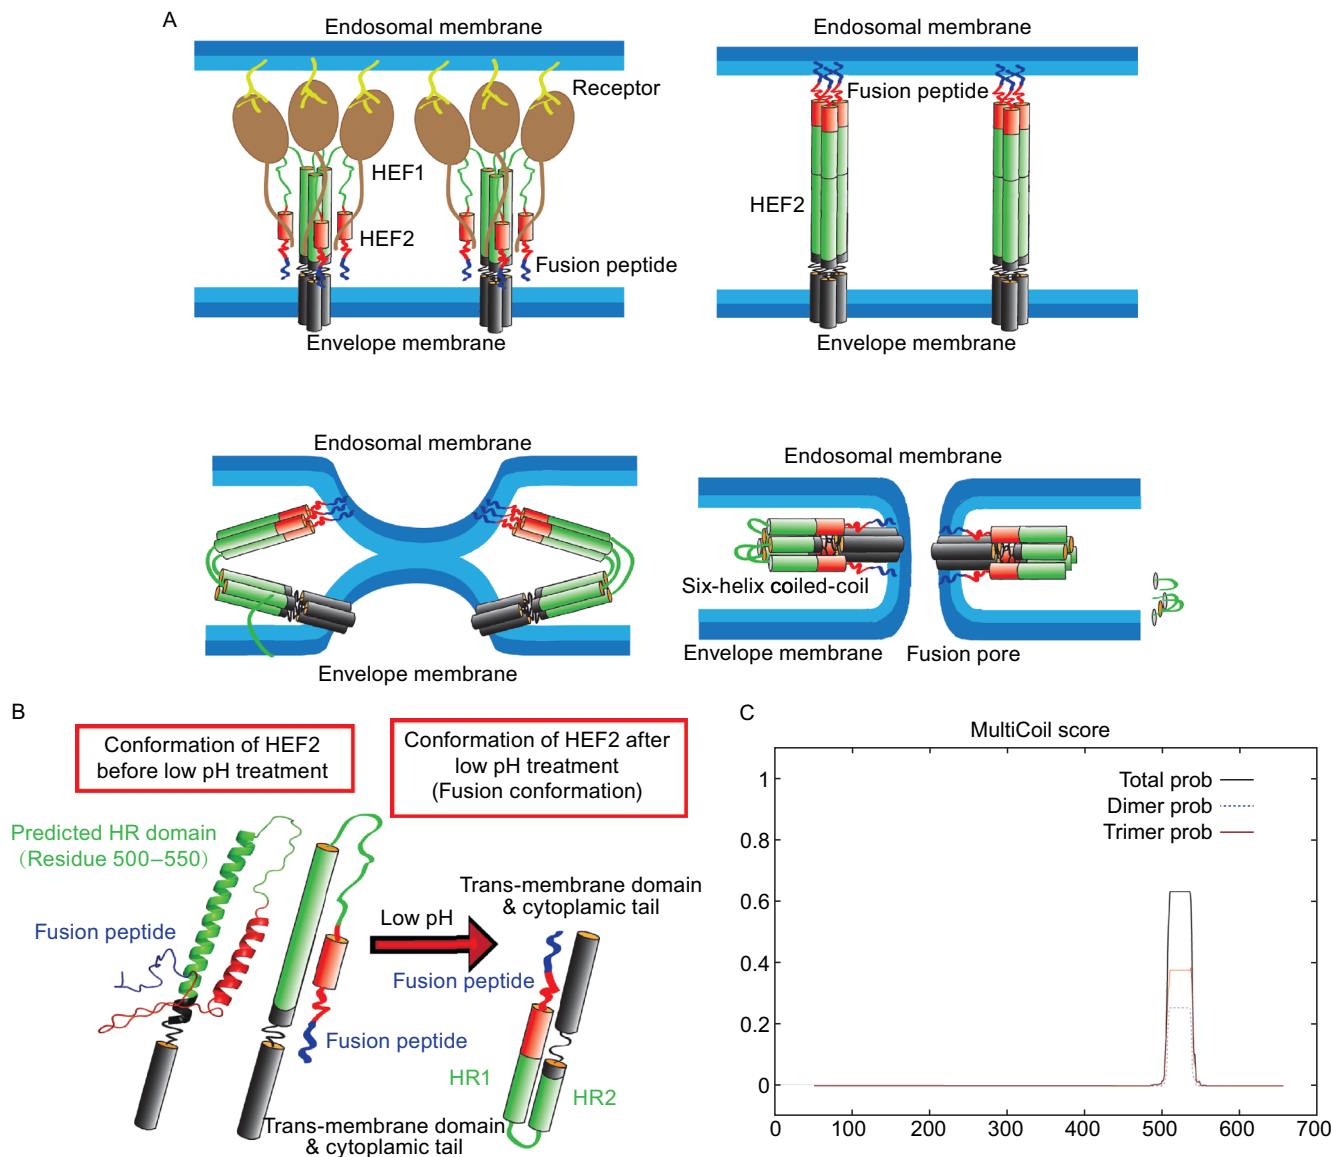 A
Endosomal membrane
Receptor
HEF1
HEF2
Fusion peptide
Envelope membrane
Endosomal membrane
Fusion peptide
HEF2
Envelope membrane
Endosomal membrane
Envelope membrane
Endosomal membrane
Six-helix coiled-coil
Envelope membrane
Fusion pore
B
Conformation of HEF2
before low pH treatment
Conformation of HEF2 after
low pH treatment
(Fusion conformation)
Predicted HR domain
(Residue 500–550)
Fusion peptide
Low pH
Fusion peptide
Trans-membrane domain
& cytoplamic tail
Trans-membrane domain
& cytoplamic tail
Fusion peptide
HR1
HR2
C
MultiCoil score
Total prob
Dimer prob
Trimer prob
1
0.8
0.6
0.4
0.2
0
0 100 200 300 400 500 600 700